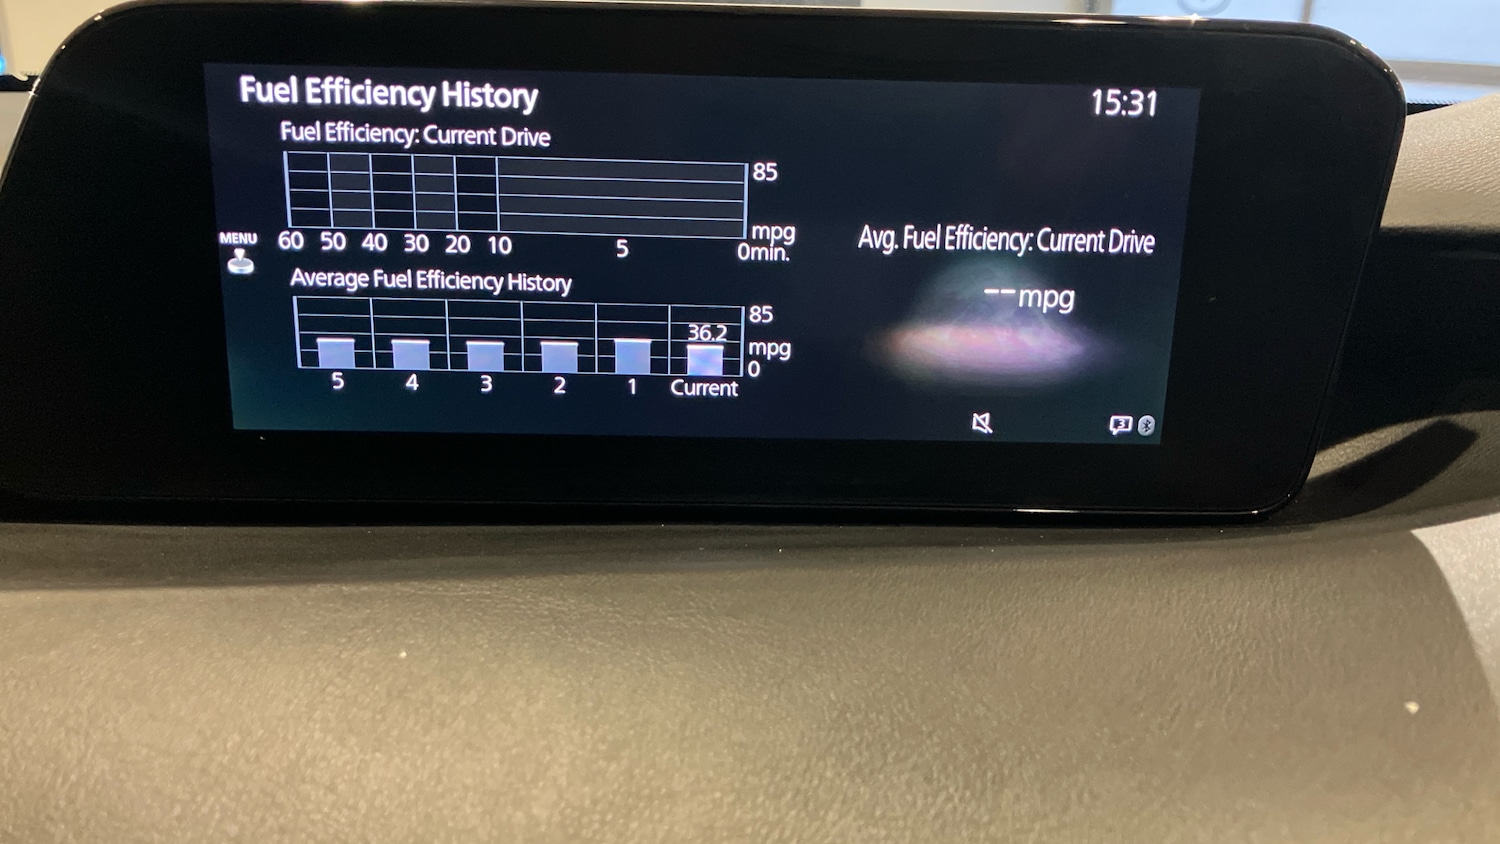 Fuel Efficiency History
15:31
Fuel Efficiency: Current Drive
85
mpg
60 50 40 30 20 10 5 0min.
MENU
Avg. Fuel Efficiency: Current Drive
--mpg
Average Fuel Efficiency History
85
36.2
mpg
0
5 4 3 2 1 Current
3